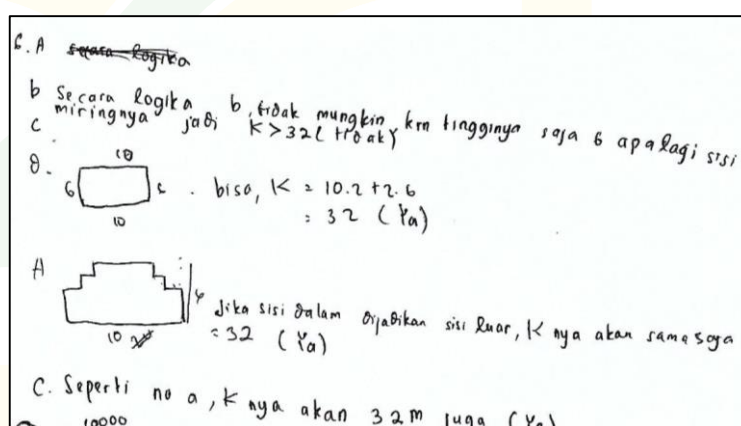 6. A secara logika
b Secara logika b, tidak mungkin krn tingginya saja 6 apalagi sisi
miringnya jadi K > 32 (tidak)
C
D.
10
6
6
10
bisa, K = 10.2 + 2.6
= 32 (Ya)
A
6
10
Jika sisi dalam dijadikan sisi luar, K nya akan sama saja
= 32 (Ya)
C. Seperti no a, K nya akan 32 m juga (Ya)
10000